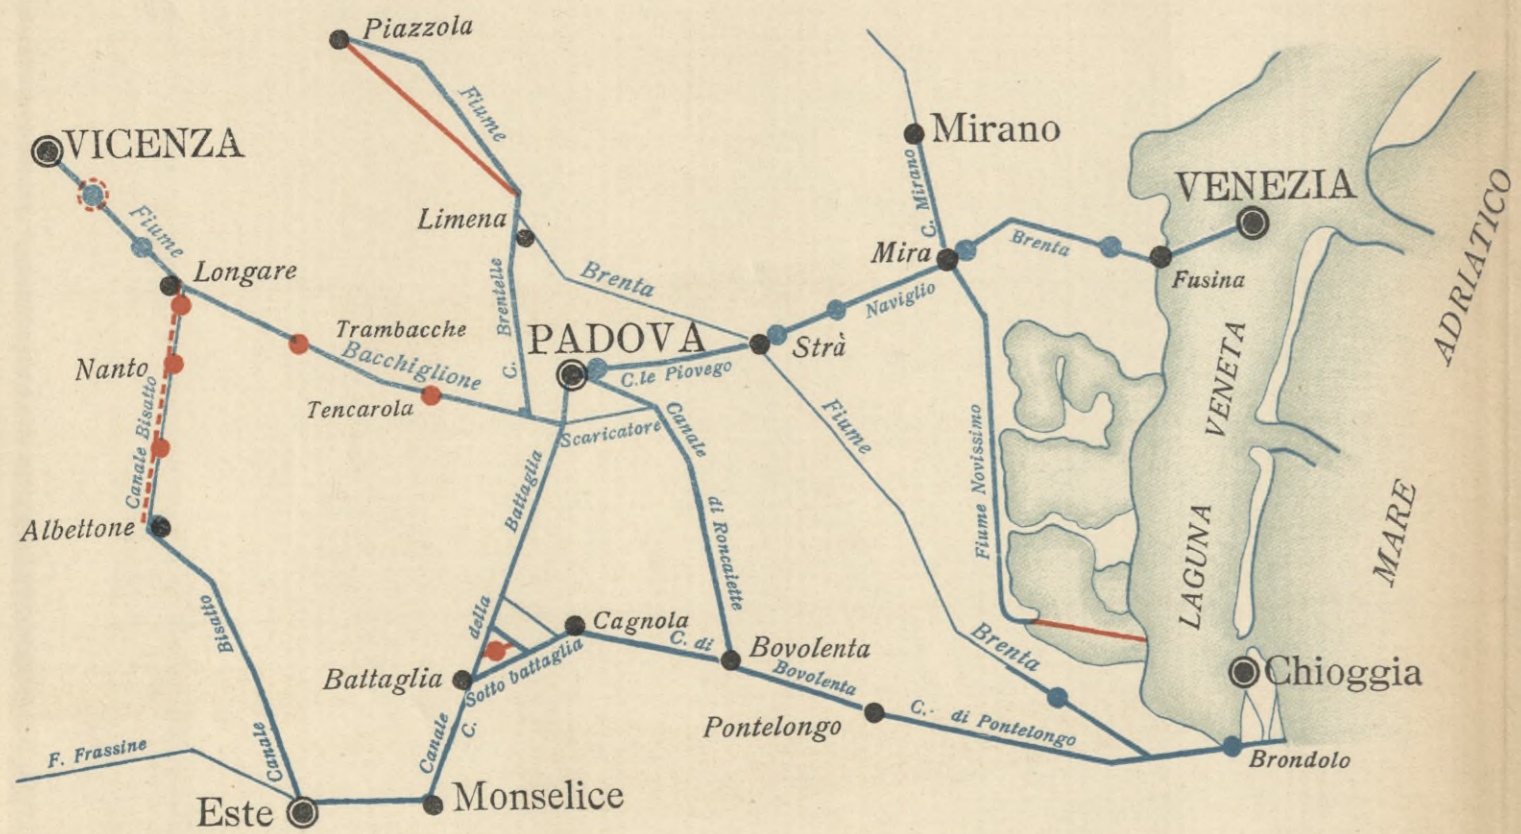 Piazzola
Fiume
VICENZA
Mirano
C. Mirano
VENEZIA
ADRIATICO
Fiume
Limena
Mira
Brenta
Fusina
Longare
C. Brentelle
Brenta
Naviglio
Trambacche
PADOVA
Strà
Nanto
Bacchiglione
C.le Piovego
LAGUNA VENETA
Tencarola
Canale Bisatto
Scaricatore
Canale di Roncaiette
Fiume
Fiume Novissimo
Albettone
Canale della Battaglia
MARE
Cagnola
C. di Bovolenta
Bovolenta
Brenta
Bisatto
Battaglia
C. Sotto battaglia
Chioggia
Pontelongo
C. di Pontelongo
F. Frassine
Canale
Brondolo
Este
Monselice